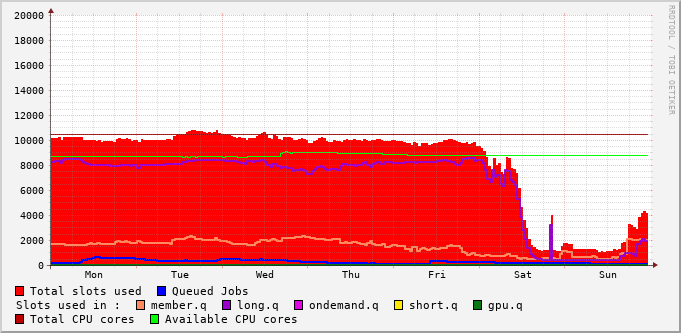 20000
18000
16000
14000
12000
10000
8000
6000
4000
2000
0
Mon Tue Wed Thu Fri Sat Sun
RRDTOOL / TOBI OETIKER
Total slots used Queued Jobs
Slots used in : member.q long.q ondemand.q short.q gpu.q
Total CPU cores Available CPU cores